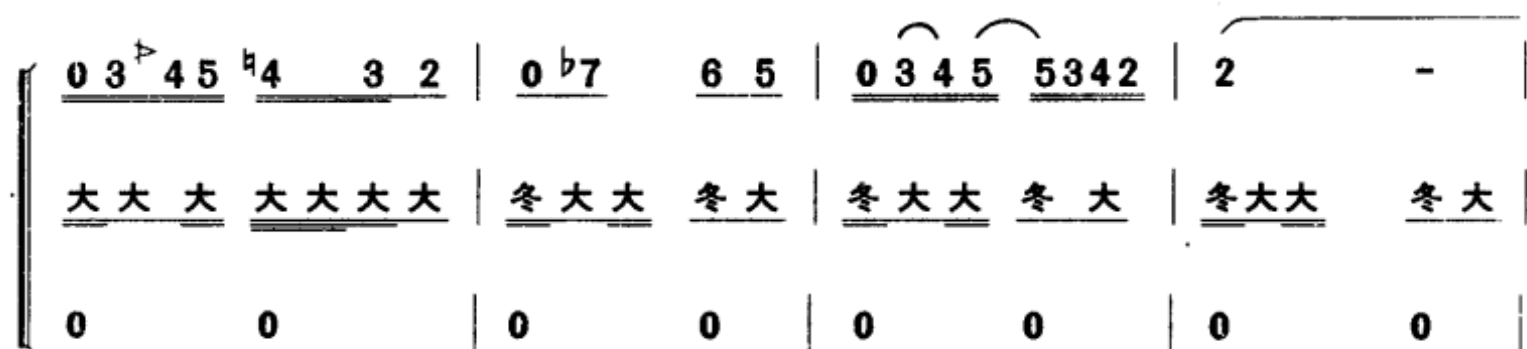 0 3 4 5 ♮4 3 2 | 0 ♭7 6 5 | 0 3 4 5 5 3 4 2 | 2 - |
大 大 大 大 大 大 大 | 冬 大 大 冬 大 | 冬 大 大 冬 大 | 冬 大 大 冬 大 |
0 0 | 0 0 | 0 0 | 0 0 |